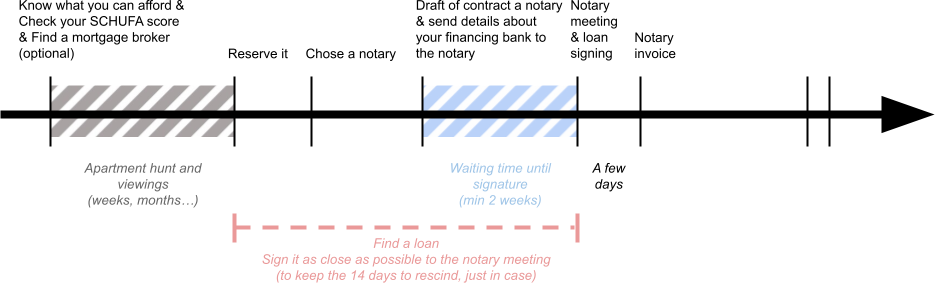 Know what you can afford &
Check your SCHUFA score
& Find a mortgage broker
(optional)
Reserve it
Chose a notary
Draft of contract a notary
& send details about
your financing bank to
the notary
Notary
meeting
& loan
signing
Notary
invoice
Apartment hunt and
viewings
(weeks, months…)
Waiting time until
signature
(min 2 weeks)
A few
days
Find a loan
Sign it as close as possible to the notary meeting
(to keep the 14 days to rescind, just in case)